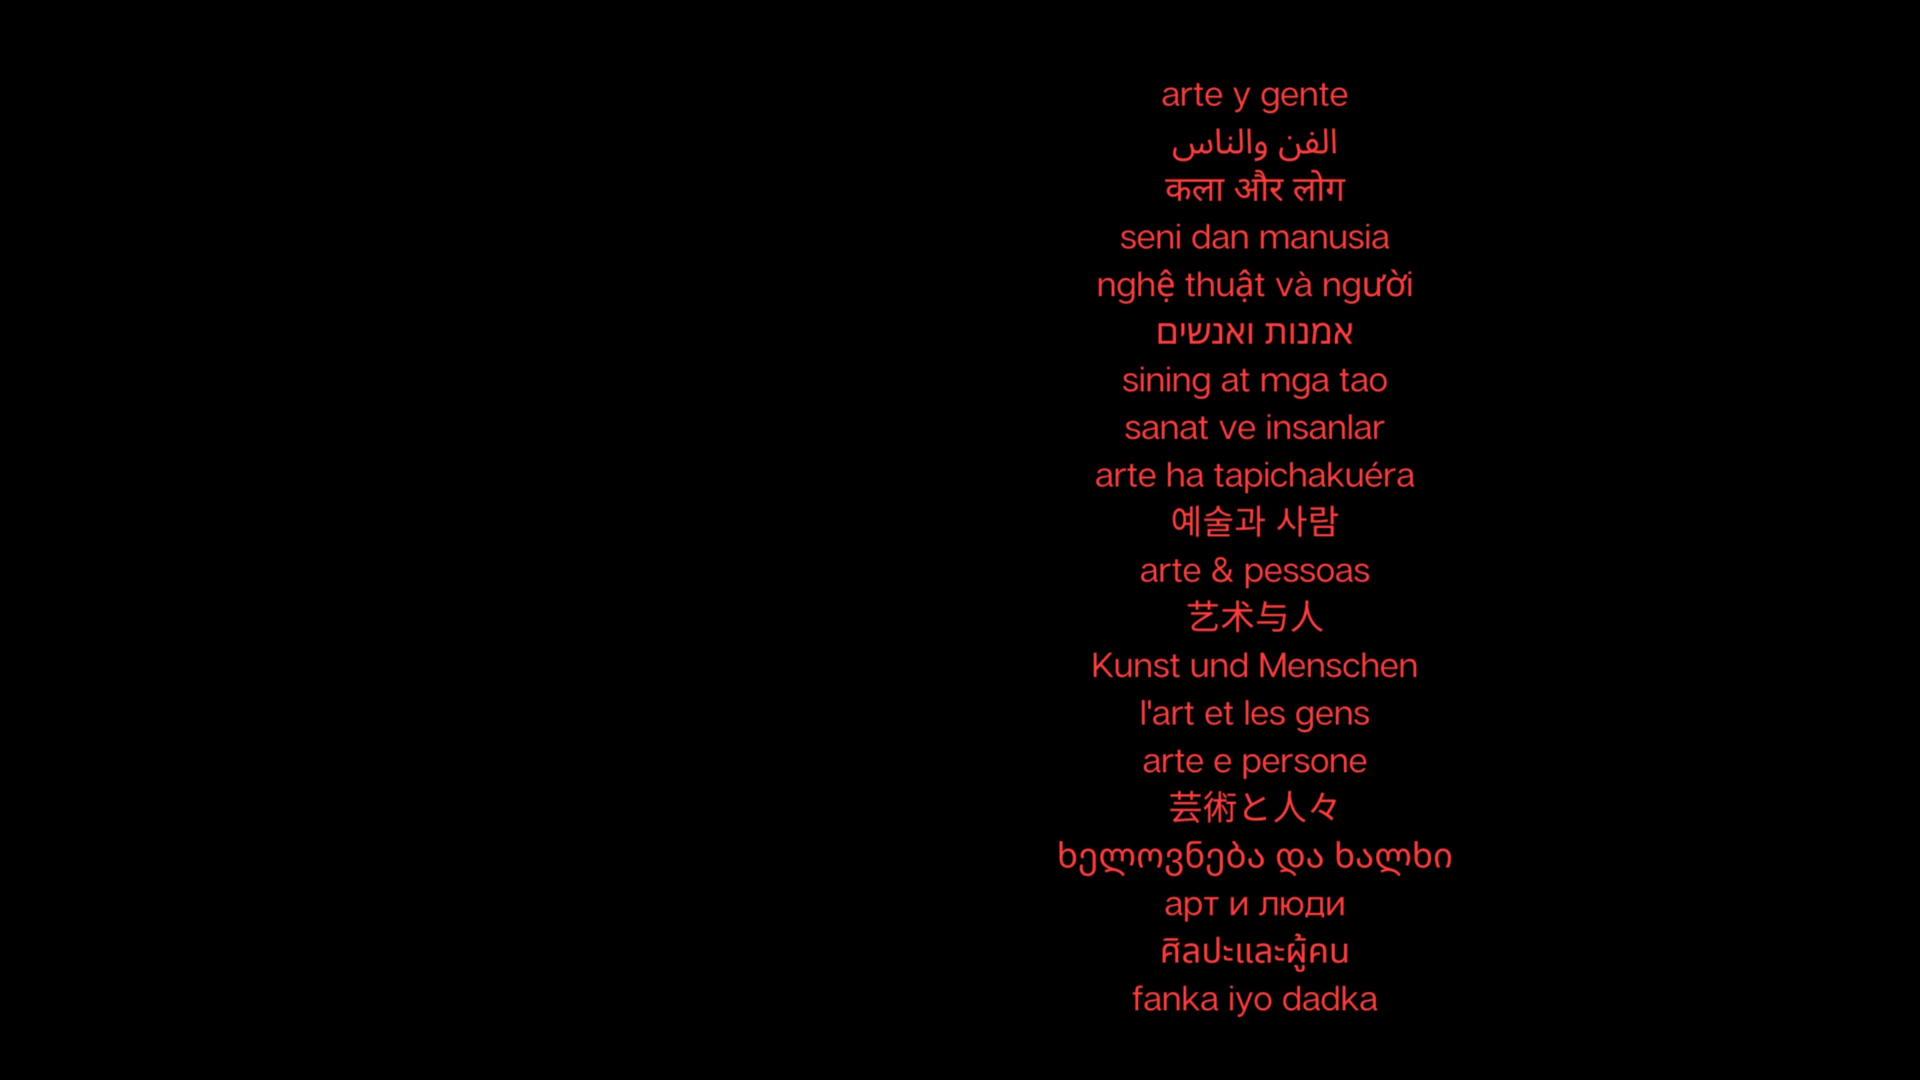 arte y gente
الفن والناس
कला और लोग
seni dan manusia
nghệ thuật và người
אמנות ואנשים
sining at mga tao
sanat ve insanlar
arte ha tapichakuéra
예술과 사람
arte & pessoas
艺术与人
Kunst und Menschen
l'art et les gens
arte e persone
芸術と人々
ხელოვნება და ხალხი
арт и люди
ศิลปะและผู้คน
fanka iyo dadka